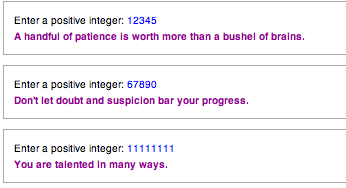 Enter a positive integer: 12345
A handful of patience is worth more than a bushel of brains.
Enter a positive integer: 67890
Don't let doubt and suspicion bar your progress.
Enter a positive integer: 11111111
You are talented in many ways.